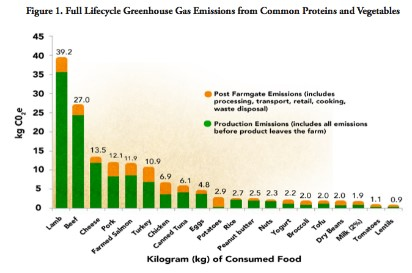 Figure 1. Full Lifecycle Greenhouse Gas Emissions from Common Proteins and Vegetables
45
40
35
30
25
20
15
10
5
0
kg CO₂e
39.2
27.0
13.5
12.1
11.9
10.9
6.9
6.1
4.8
2.9
2.7
2.5
2.3
2.2
2.0
2.0
2.0
1.9
1.1
0.9
Post Farmgate Emissions (includes
processing, transport, retail, cooking,
waste disposal)
Production Emissions (includes all emissions
before product leaves the farm)
Lamb
Beef
Cheese
Pork
Farmed Salmon
Turkey
Chicken
Canned Tuna
Eggs
Potatoes
Rice
Peanut butter
Nuts
Yogurt
Broccoli
Tofu
Dry Beans
Milk (2%)
Tomatoes
Lentils
Kilogram (kg) of Consumed Food